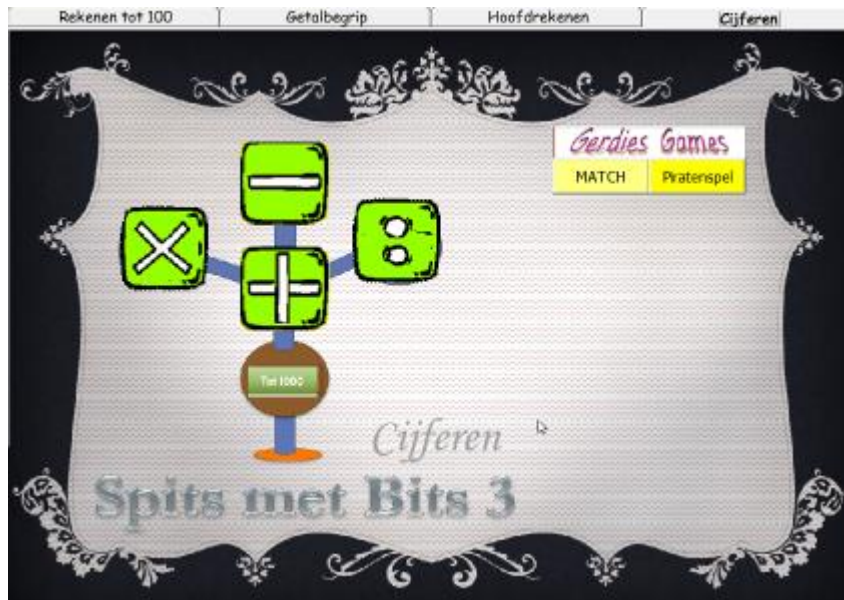 Rekenen tot 100 Getalbegrip Hoofdrekenen Cijferen
Gerdies Games
MATCH Piratenspel
Tot 1000
Cijferen
Spits met Bits 3